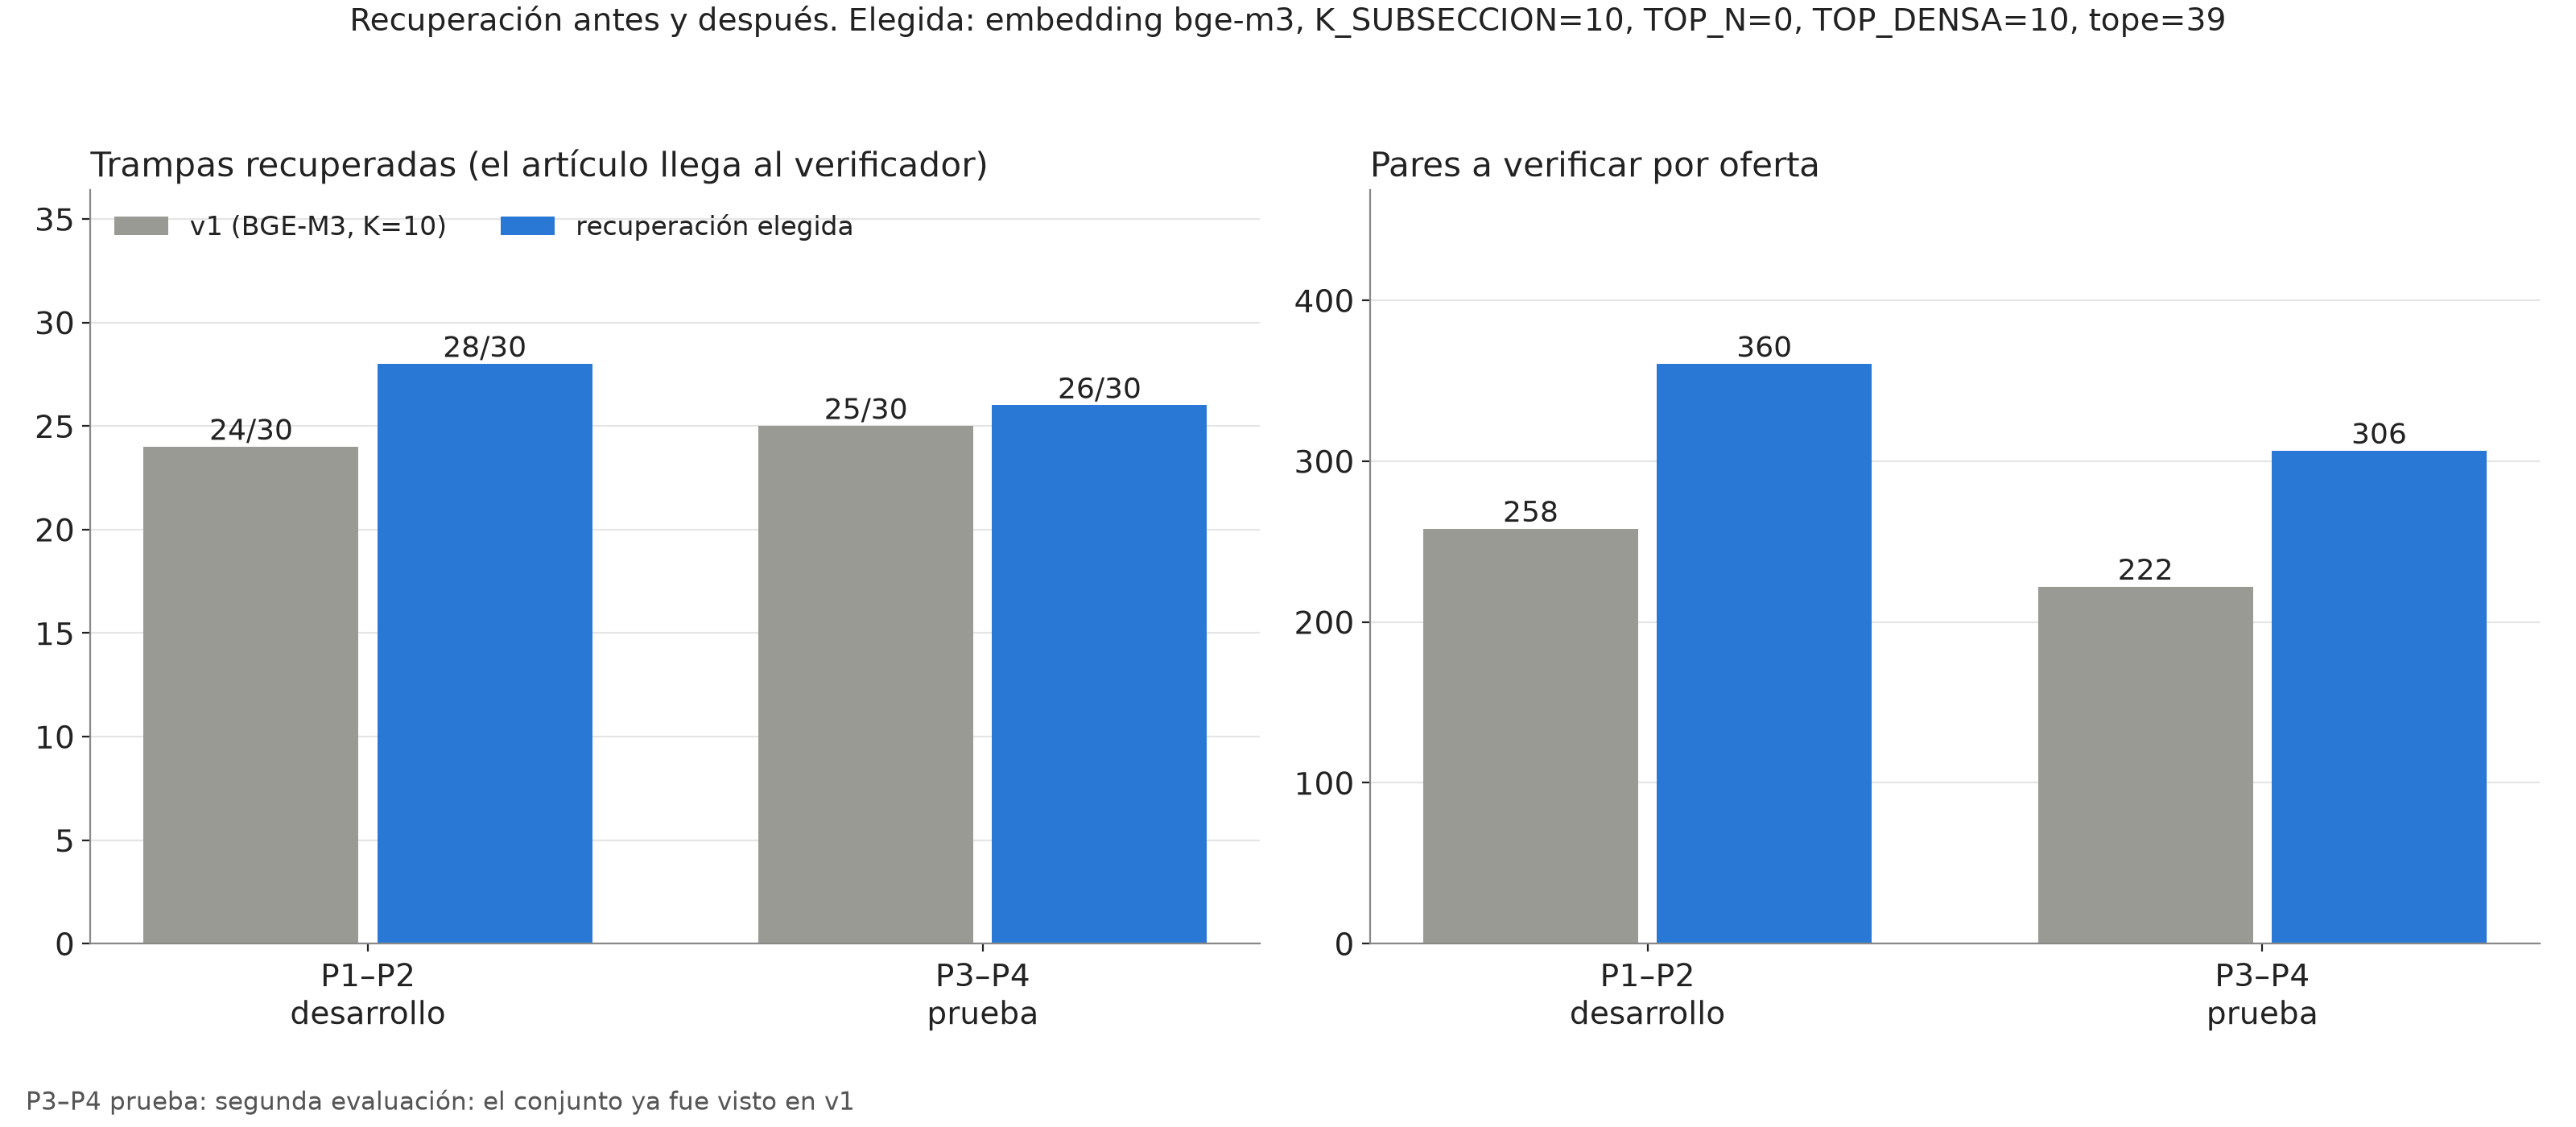 Recuperación antes y después. Elegida: embedding bge-m3, K_SUBSECCION=10, TOP_N=0, TOP_DENSA=10, tope=39
Trampas recuperadas (el artículo llega al verificador)
35
v1 (BGE-M3, K=10)
recuperación elegida
30
28/30
26/30
25
24/30
25/30
20
15
10
5
0
P1–P2
desarrollo
P3–P4
prueba
Pares a verificar por oferta
400
360
300
306
258
222
200
100
0
P1–P2
desarrollo
P3–P4
prueba
P3–P4 prueba: segunda evaluación: el conjunto ya fue visto en v1